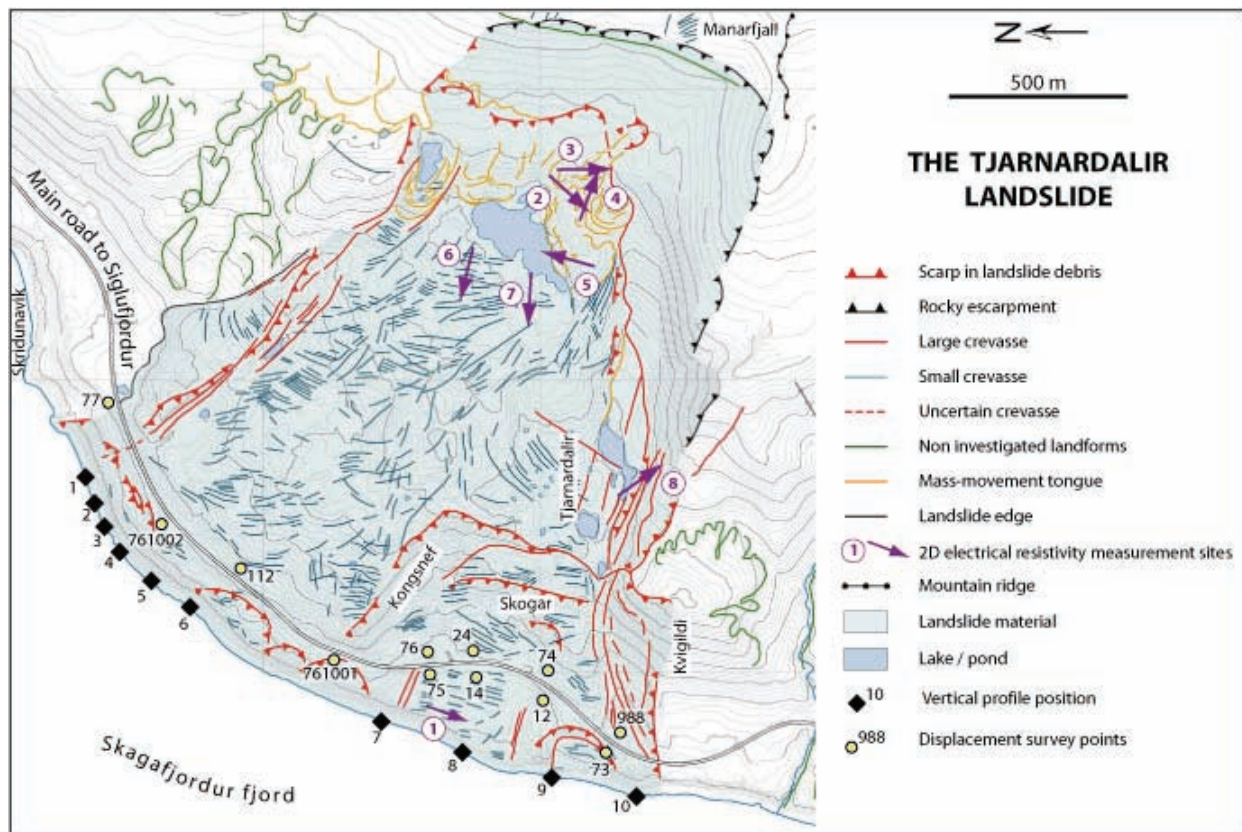 Manarfjall
N
500 m
THE TJARNARDALIR
LANDSLIDE
Main road to Siglufjordur
Skridunavik
3
2
4
6
7
5
Tjarnardalir
8
77
1
2
3
4
5
6
761002
112
Kongsnef
Skogar
Kvigildi
76
24
74
761001
75
14
12
988
1
73
7
8
9
10
Skagafjordur fjord
Scarp in landslide debris
Rocky escarpment
Large crevasse
Small crevasse
Uncertain crevasse
Non investigated landforms
Mass-movement tongue
Landslide edge
1 2D electrical resistivity measurement sites
Mountain ridge
Landslide material
Lake / pond
10 Vertical profile position
988 Displacement survey points